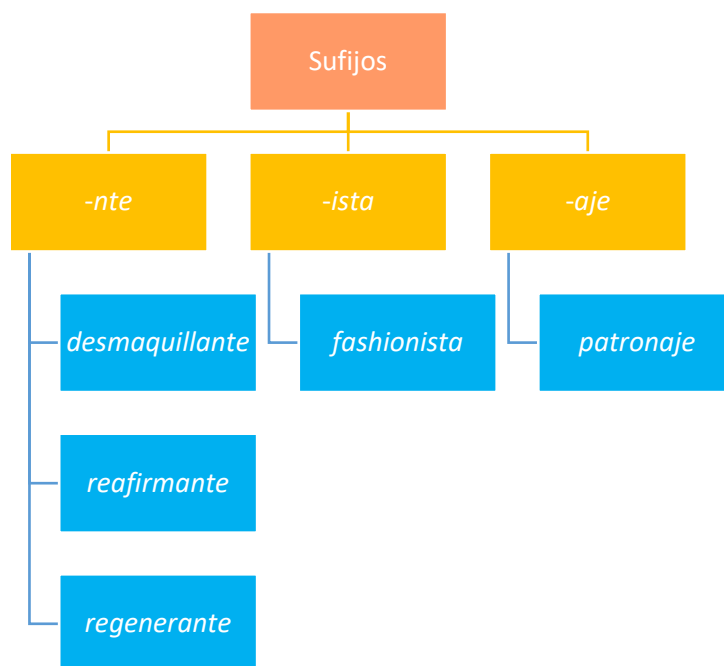 Sufijos
-nte
-ista
-aje
desmaquillante
fashionista
patronaje
reafirmante
regenerante